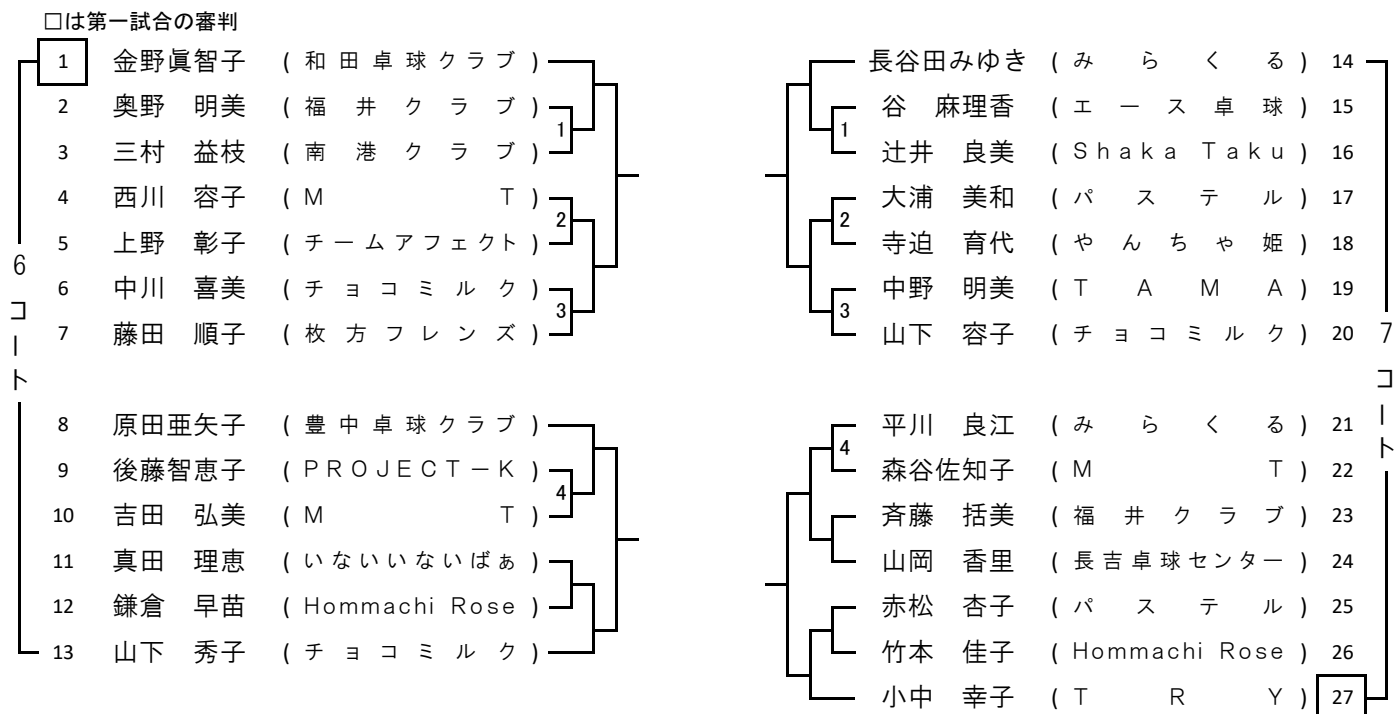 □は第一試合の審判
1 金野眞智子 (和田卓球クラブ)
2 奥野 明美 (福井クラブ)
1
3 三村 益枝 (南港クラブ)
4 西川 容子 (MT)
2
5 上野 彰子 (チームアフェクト)
6 中川 喜美 (チョコミルク)
3
7 藤田 順子 (枚方フレンズ)
6コート
8 原田亜矢子 (豊中卓球クラブ)
9 後藤智恵子 (PROJECT－K)
4
10 吉田 弘美 (MT)
11 真田 理恵 (いないいないばぁ)
12 鎌倉 早苗 (Hommachi Rose)
13 山下 秀子 (チョコミルク)
長谷田みゆき (みらくる) 14
谷 麻理香 (エース卓球) 15
1
辻井 良美 (Shaka Taku) 16
大浦 美和 (パステル) 17
2
寺迫 育代 (やんちゃ姫) 18
中野 明美 (TAMA) 19
3
山下 容子 (チョコミルク) 20
7コート
平川 良江 (みらくる) 21
4
森谷佐知子 (MT) 22
斉藤 括美 (福井クラブ) 23
山岡 香里 (長吉卓球センター) 24
赤松 杏子 (パステル) 25
竹本 佳子 (Hommachi Rose) 26
小中 幸子 (TRY) 27